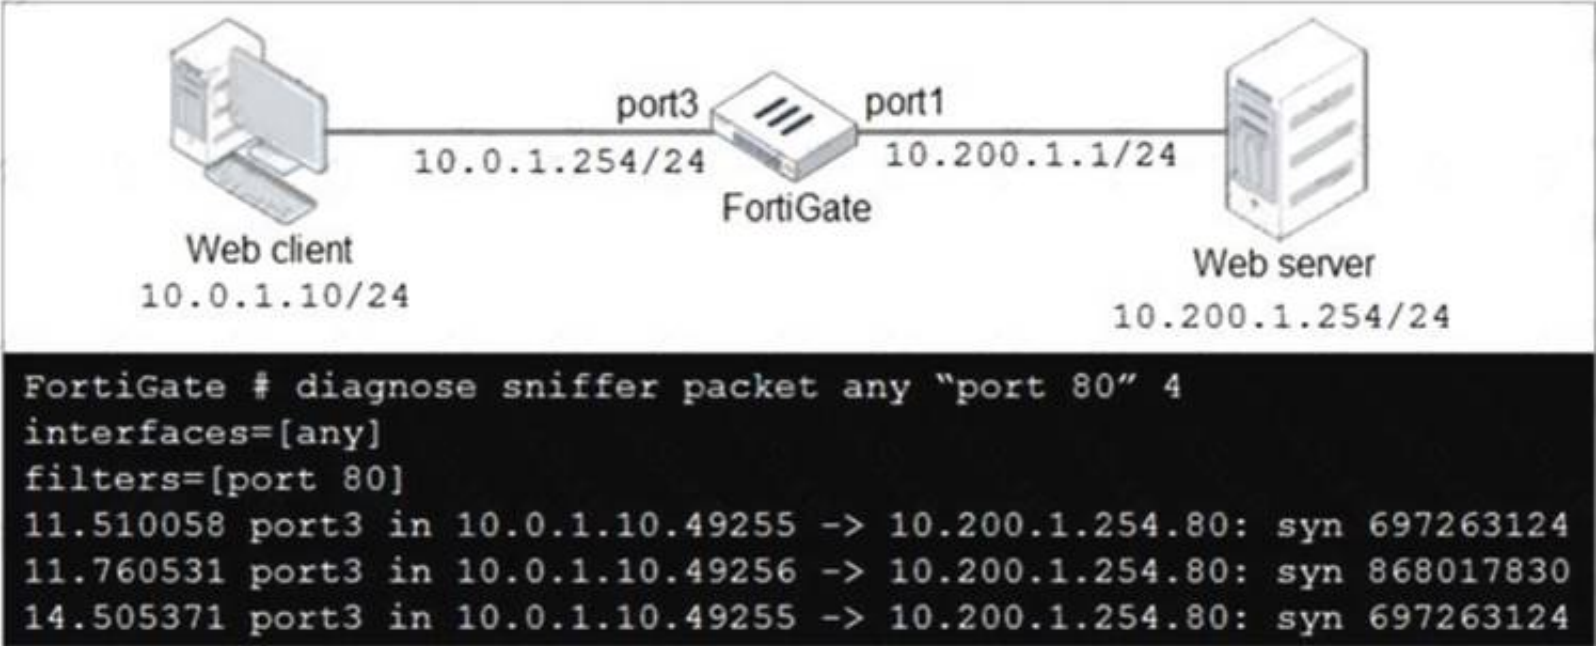 port3
port1
10.0.1.254/24
10.200.1.1/24
FortiGate
Web client
10.0.1.10/24
Web server
10.200.1.254/24
FortiGate # diagnose sniffer packet any “port 80” 4
interfaces=[any]
filters=[port 80]
11.510058 port3 in 10.0.1.10.49255 -> 10.200.1.254.80: syn 697263124
11.760531 port3 in 10.0.1.10.49256 -> 10.200.1.254.80: syn 868017830
14.505371 port3 in 10.0.1.10.49255 -> 10.200.1.254.80: syn 697263124